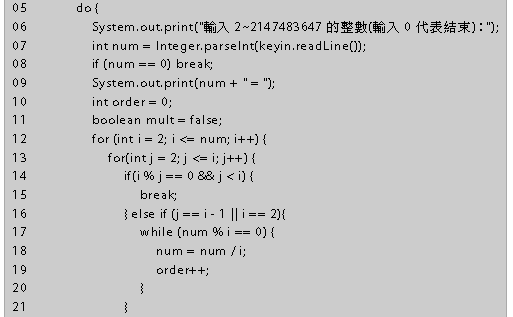 05 do {
06 System.out.print("輸入 2~2147483647 的整數(輸入 0 代表結束)：");
07 int num = Integer.parseInt(keyin.readLine());
08 if (num == 0) break;
09 System.out.print(num + " = ");
10 int order = 0;
11 boolean mult = false;
12 for (int i = 2; i <= num; i++) {
13 for(int j = 2; j <= i; j++) {
14 if(i % j == 0 && j < i) {
15 break;
16 } else if (j == i - 1 || i == 2){
17 while (num % i == 0) {
18 num = num / i;
19 order++;
20 }
21 }